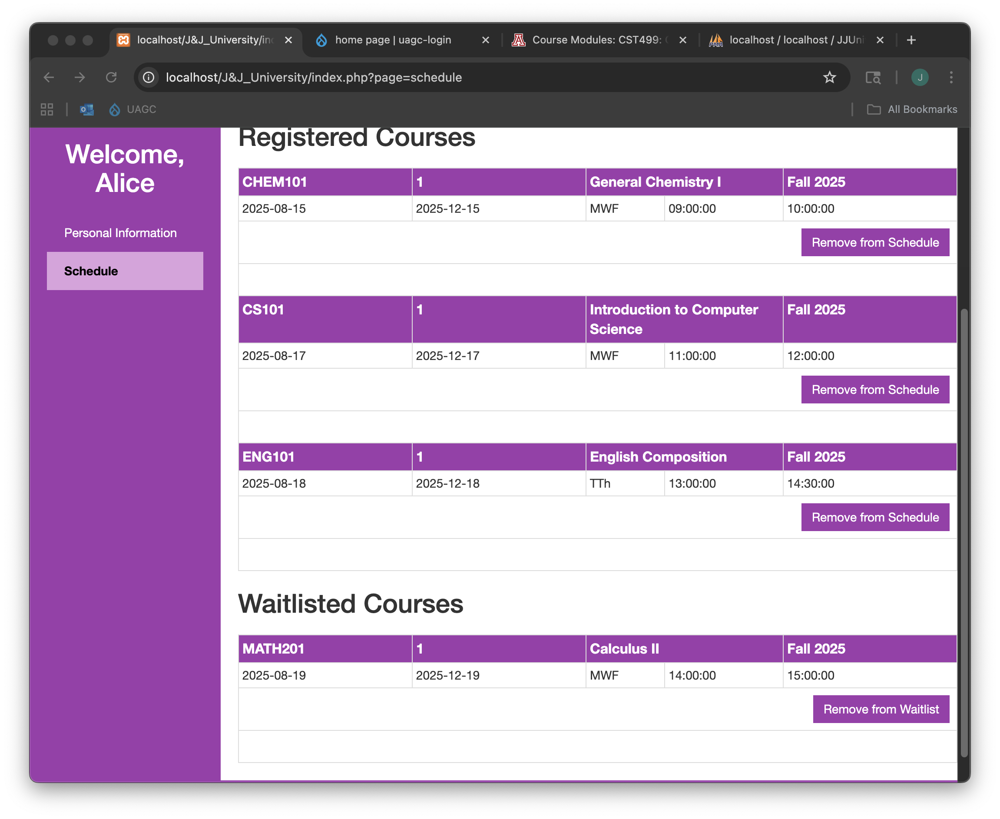 localhost/J&J_University/in
home page | uagc-login
Course Modules: CST499:
localhost / localhost / JJUni
localhost/J&J_University/index.php?page=schedule
J
UAGC
All Bookmarks
Welcome,
Alice
Personal Information
Schedule
Registered Courses
CHEM101 1 General Chemistry I Fall 2025
2025-08-15 2025-12-15 MWF 09:00:00 10:00:00
Remove from Schedule
CS101 1 Introduction to Computer Science Fall 2025
2025-08-17 2025-12-17 MWF 11:00:00 12:00:00
Remove from Schedule
ENG101 1 English Composition Fall 2025
2025-08-18 2025-12-18 TTh 13:00:00 14:30:00
Remove from Schedule
Waitlisted Courses
MATH201 1 Calculus II Fall 2025
2025-08-19 2025-12-19 MWF 14:00:00 15:00:00
Remove from Waitlist